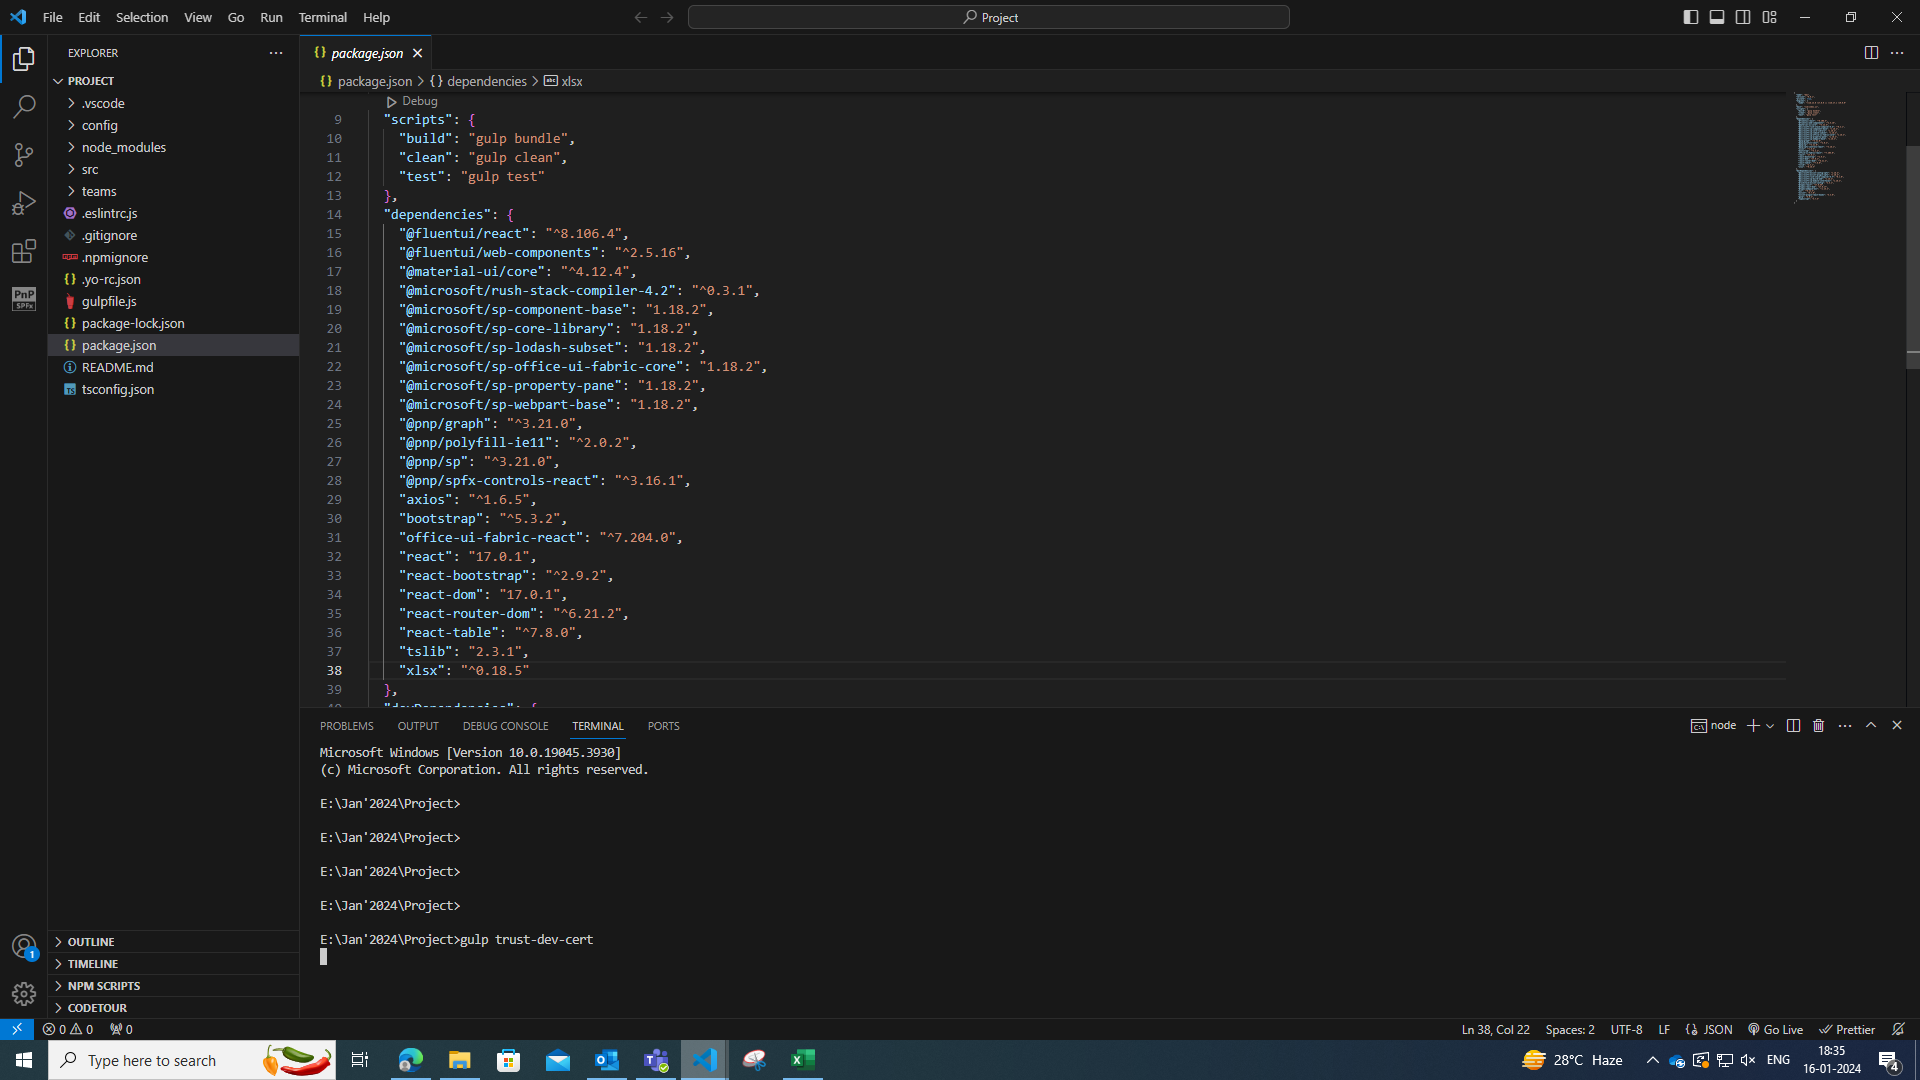 File Edit Selection View Go Run Terminal Help
Project
EXPLORER
PROJECT
.vscode
config
node_modules
src
teams
.eslintrc.js
.gitignore
.npmignore
.yo-rc.json
gulpfile.js
package-lock.json
package.json
README.md
tsconfig.json
PnP
SPFx
OUTLINE
TIMELINE
NPM SCRIPTS
CODETOUR
package.json
package.json > {} dependencies > xlsx
Debug
9 "scripts": {
10 "build": "gulp bundle",
11 "clean": "gulp clean",
12 "test": "gulp test"
13 },
14 "dependencies": {
15 "@fluentui/react": "^8.106.4",
16 "@fluentui/web-components": "^2.5.16",
17 "@material-ui/core": "^4.12.4",
18 "@microsoft/rush-stack-compiler-4.2": "^0.3.1",
19 "@microsoft/sp-component-base": "1.18.2",
20 "@microsoft/sp-core-library": "1.18.2",
21 "@microsoft/sp-lodash-subset": "1.18.2",
22 "@microsoft/sp-office-ui-fabric-core": "1.18.2",
23 "@microsoft/sp-property-pane": "1.18.2",
24 "@microsoft/sp-webpart-base": "1.18.2",
25 "@pnp/graph": "^3.21.0",
26 "@pnp/polyfill-ie11": "^2.0.2",
27 "@pnp/sp": "^3.21.0",
28 "@pnp/spfx-controls-react": "^3.16.1",
29 "axios": "^1.6.5",
30 "bootstrap": "^5.3.2",
31 "office-ui-fabric-react": "^7.204.0",
32 "react": "17.0.1",
33 "react-bootstrap": "^2.9.2",
34 "react-dom": "17.0.1",
35 "react-router-dom": "^6.21.2",
36 "react-table": "^7.8.0",
37 "tslib": "2.3.1",
38 "xlsx": "^0.18.5"
39 },
PROBLEMS OUTPUT DEBUG CONSOLE TERMINAL PORTS
node
Microsoft Windows [Version 10.0.19045.3930]
(c) Microsoft Corporation. All rights reserved.
E:\Jan'2024\Project>
E:\Jan'2024\Project>
E:\Jan'2024\Project>
E:\Jan'2024\Project>
E:\Jan'2024\Project>gulp trust-dev-cert
1
0 0 0
Ln 38, Col 22 Spaces: 2 UTF-8 LF {} JSON Go Live Prettier
Type here to search
28°C Haze
ENG
18:35
16-01-2024
4